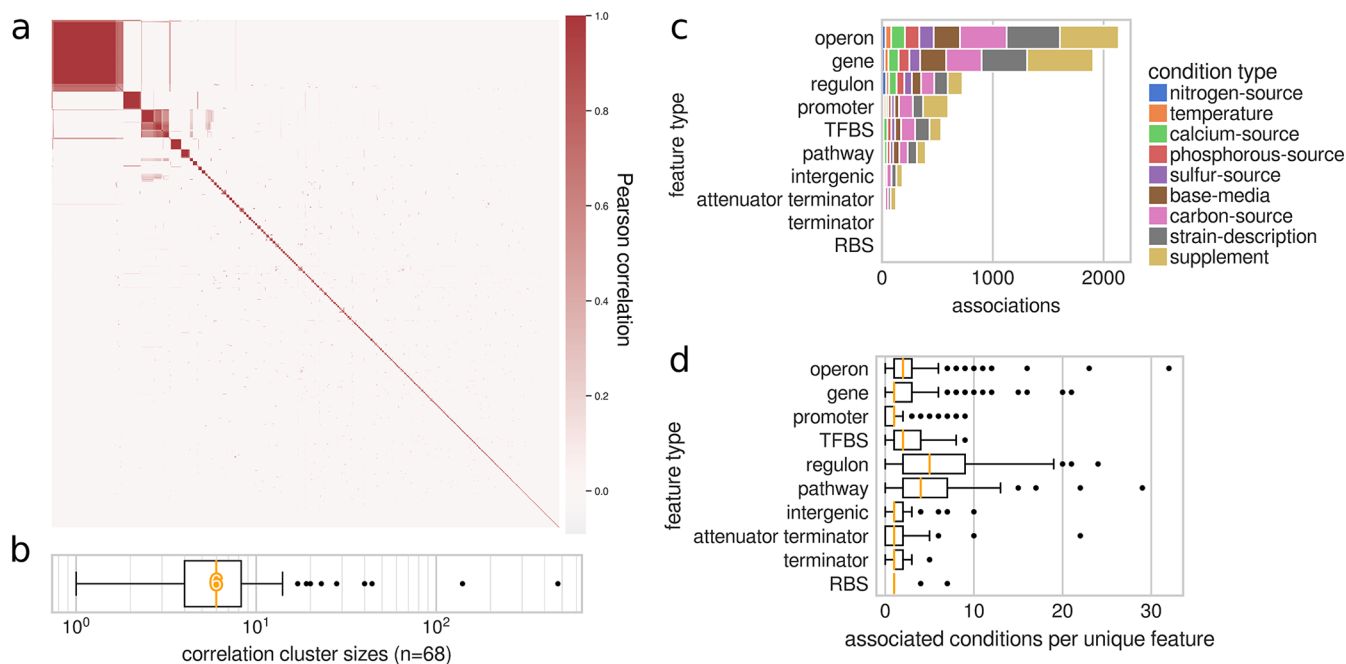 a
1.0
0.8
0.6
0.4
0.2
0.0
Pearson correlation
b
6
10^0
10^1
10^2
correlation cluster sizes (n=68)
c
feature type
operon
gene
regulon
promoter
TFBS
pathway
intergenic
attenuator terminator
terminator
RBS
0
1000
2000
associations
condition type
nitrogen-source
temperature
calcium-source
phosphorous-source
sulfur-source
base-media
carbon-source
strain-description
supplement
d
feature type
operon
gene
promoter
TFBS
regulon
pathway
intergenic
attenuator terminator
terminator
RBS
0
10
20
30
associated conditions per unique feature